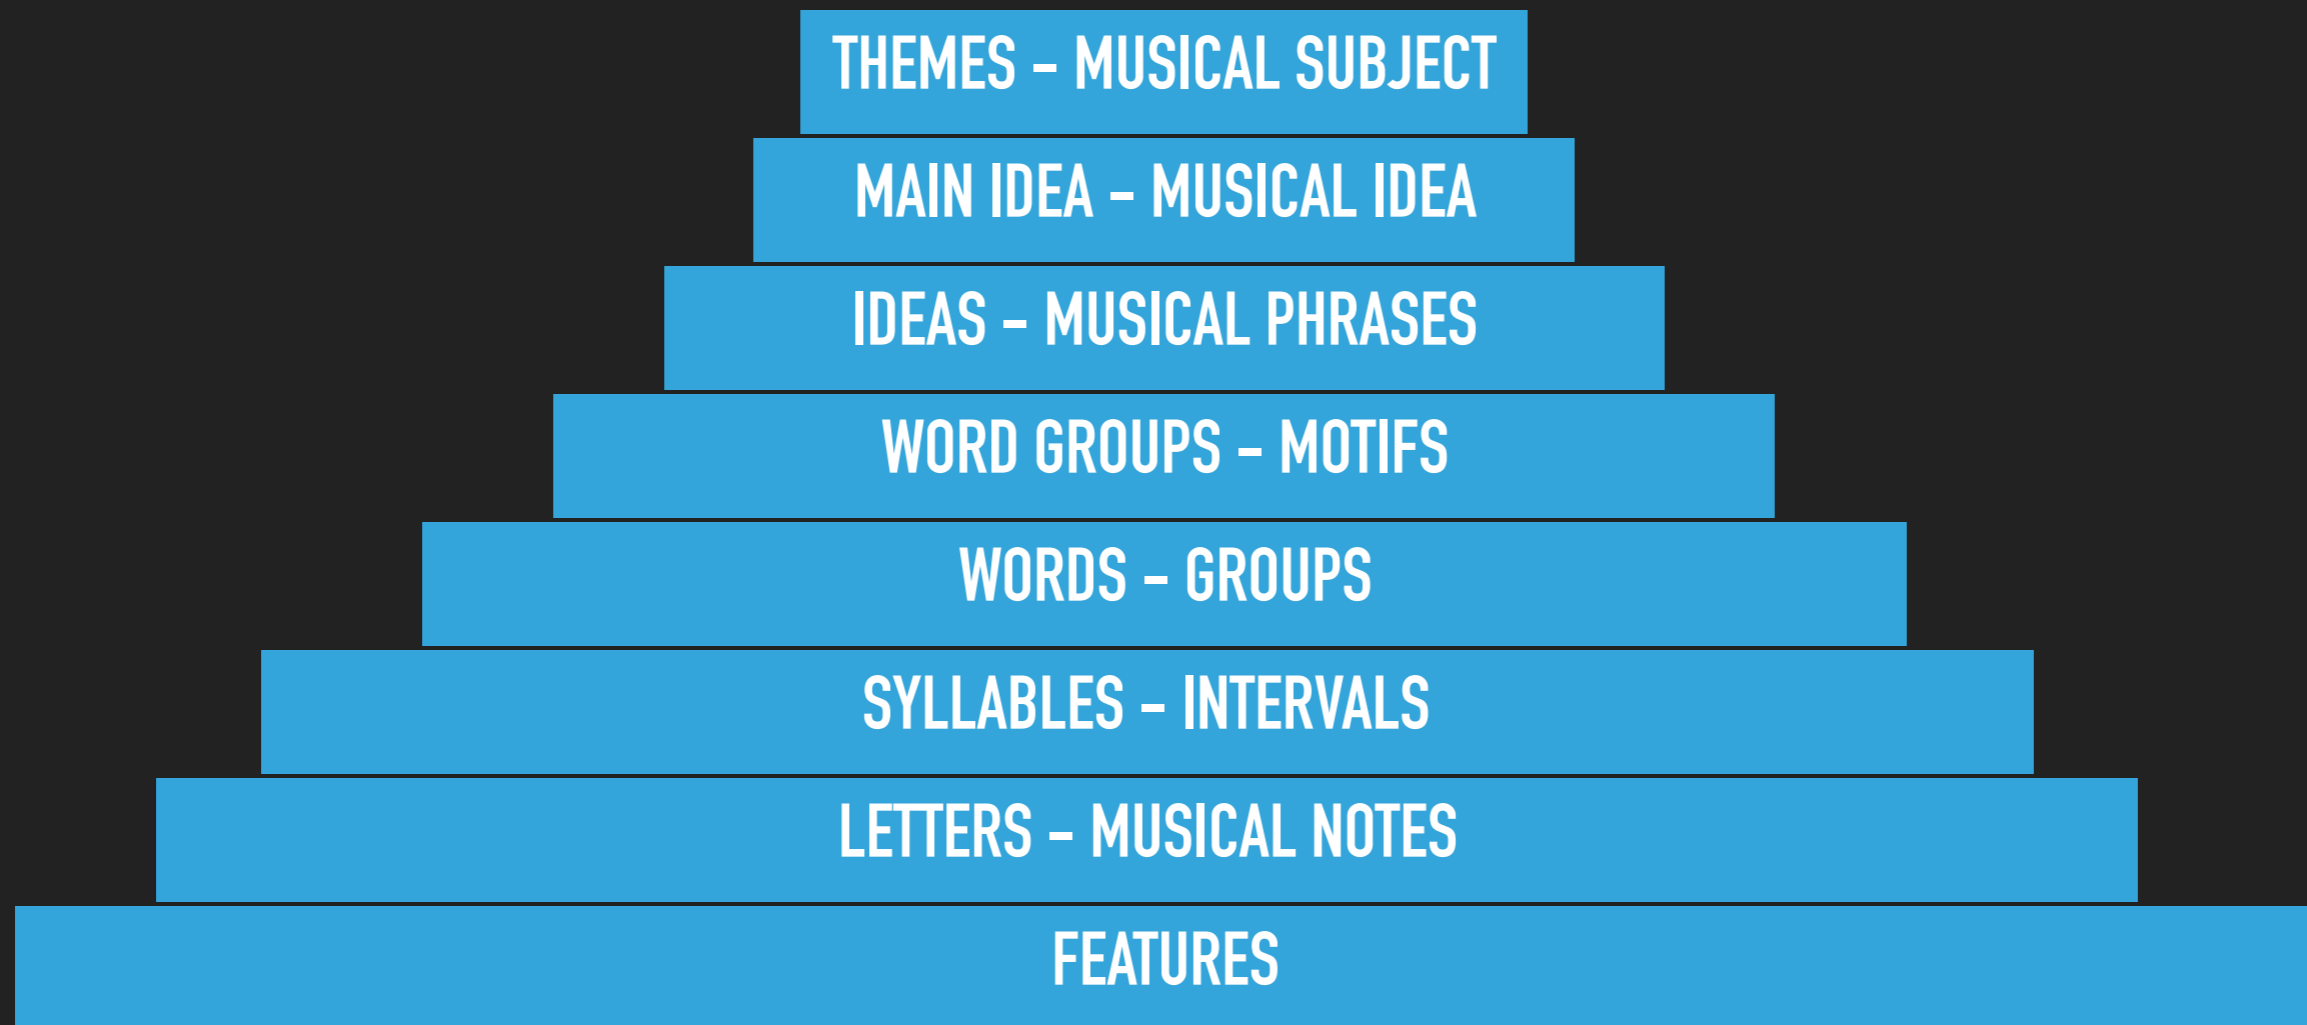 THEMES – MUSICAL SUBJECT
MAIN IDEA – MUSICAL IDEA
IDEAS – MUSICAL PHRASES
WORD GROUPS – MOTIFS
WORDS – GROUPS
SYLLABLES – INTERVALS
LETTERS – MUSICAL NOTES
FEATURES